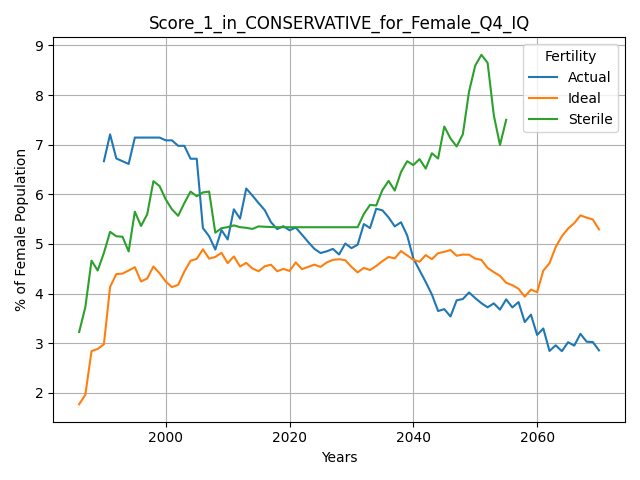 Score_1_in_CONSERVATIVE_for_Female_Q4_IQ
9
8
7
6
5
4
3
2
% of Female Population
Fertility
Actual
Ideal
Sterile
2000
2020
2040
2060
Years